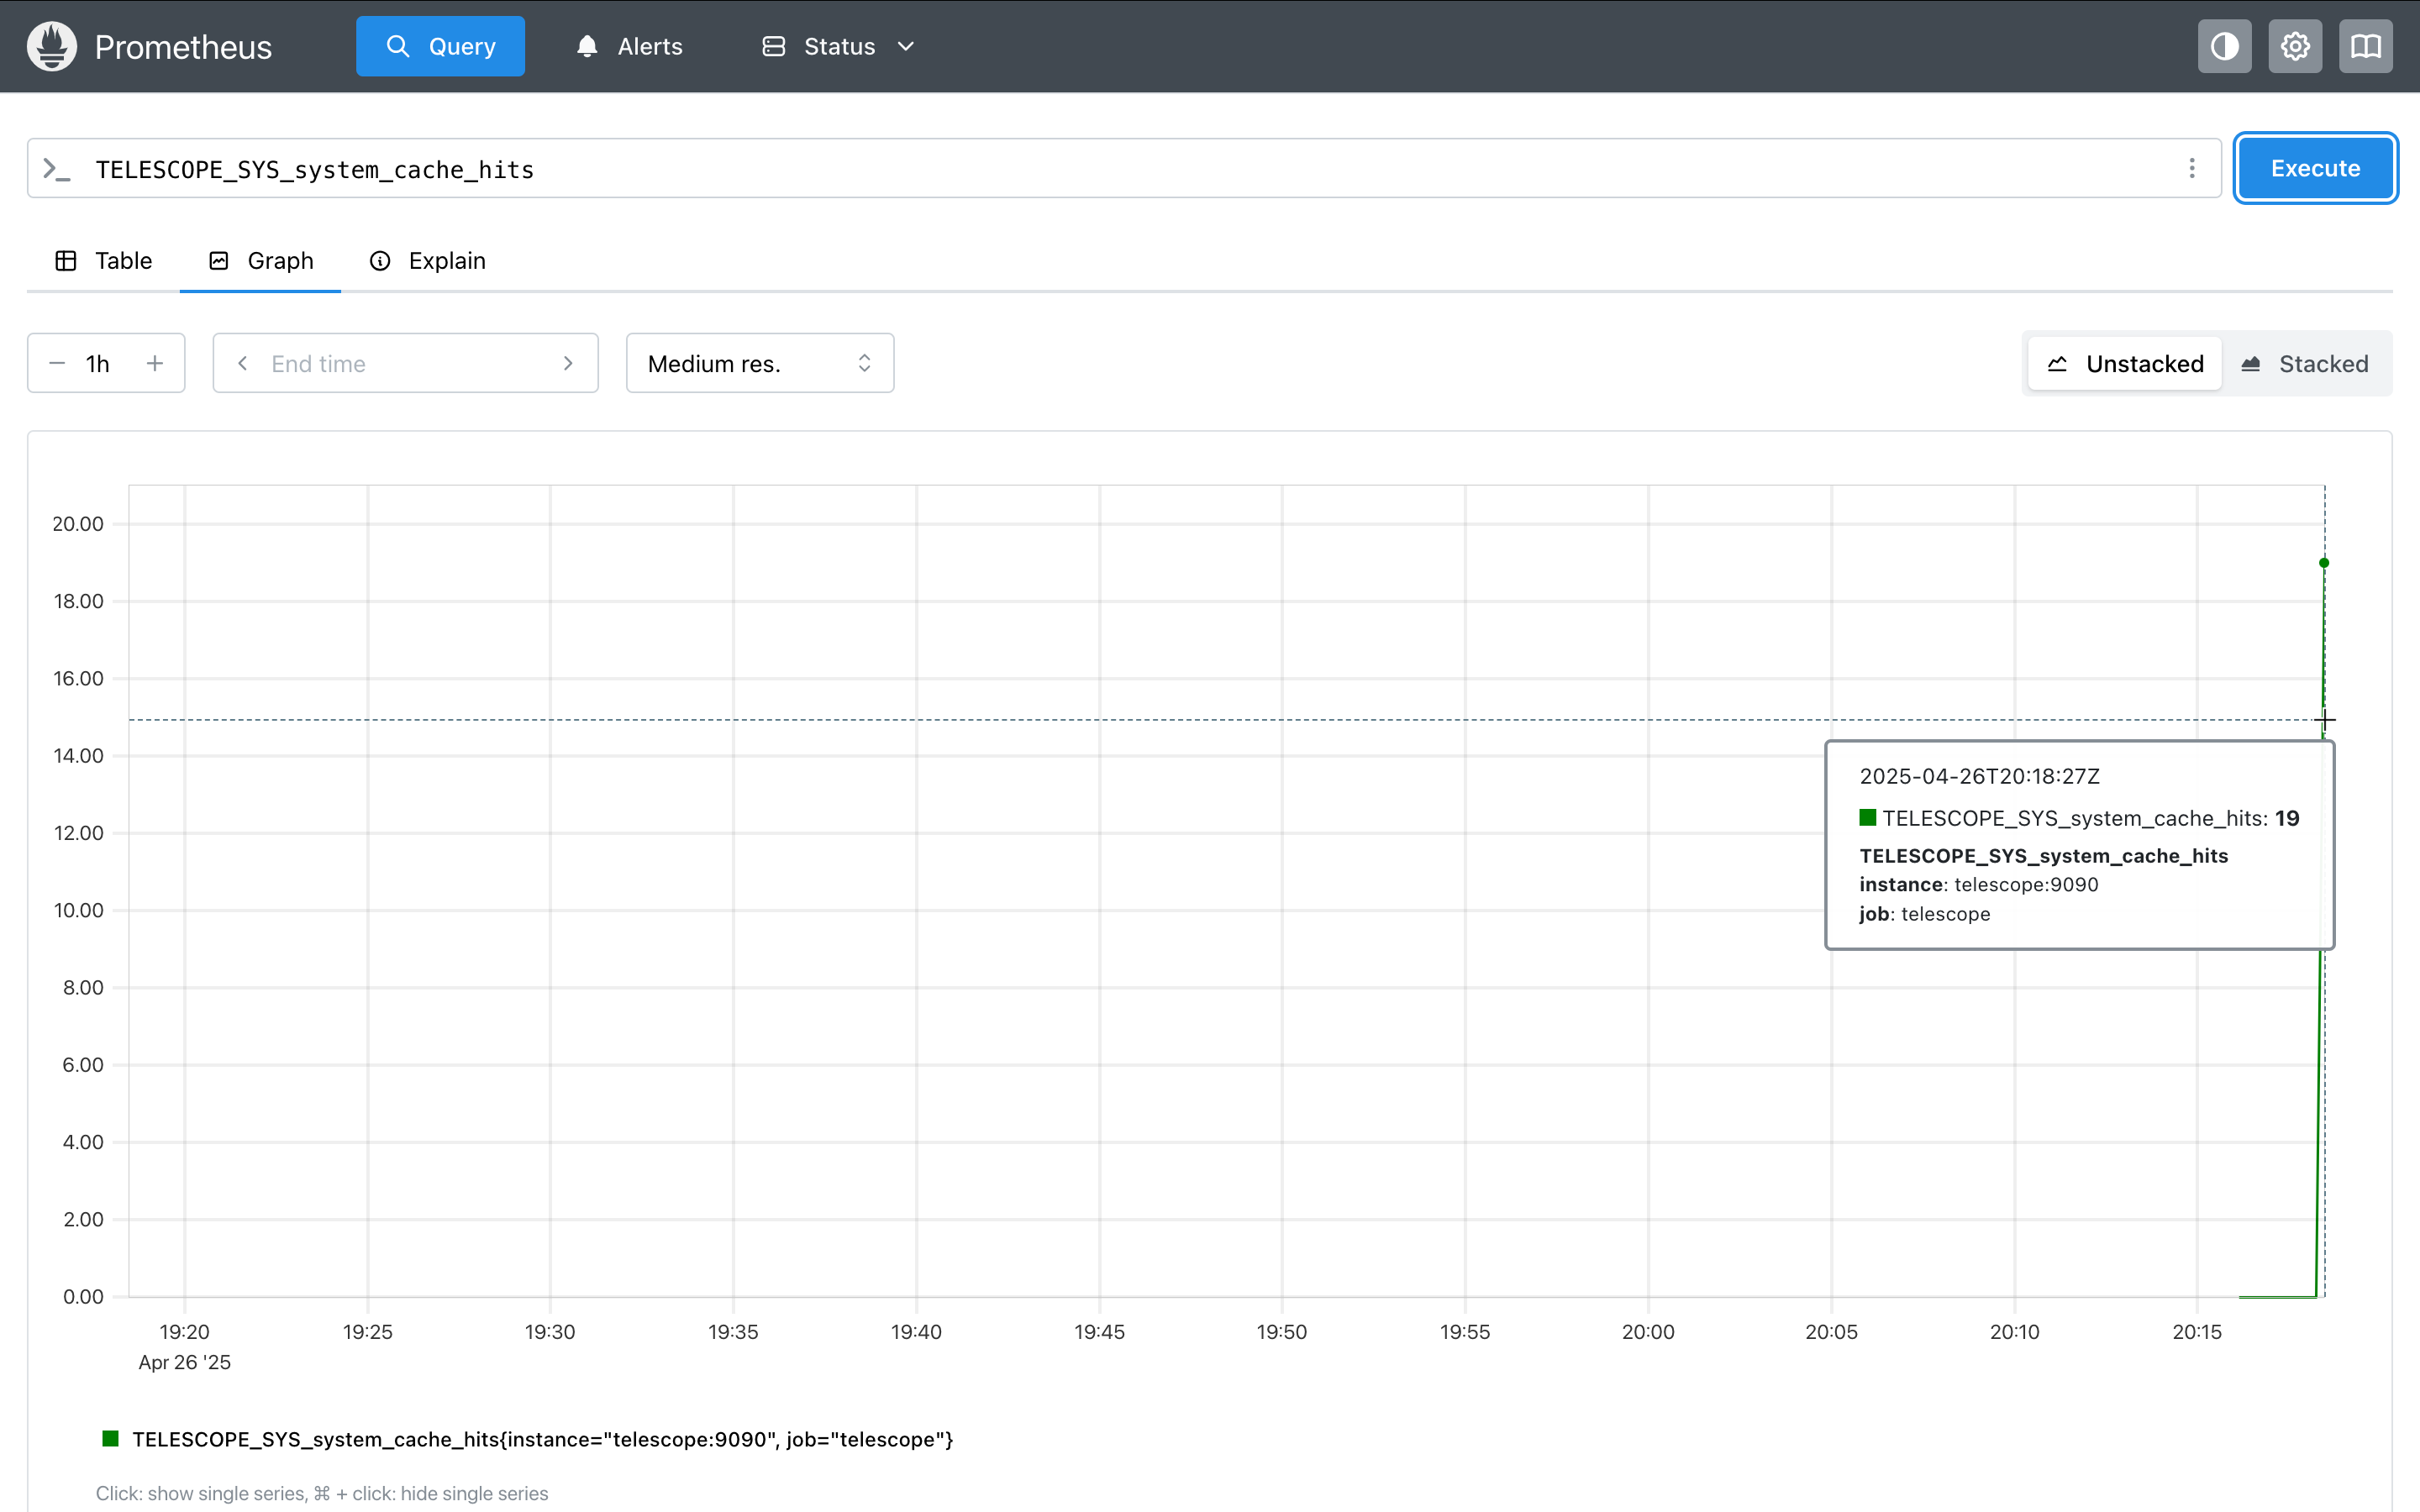 Prometheus Query Alerts Status
TELESCOPE_SYS_system_cache_hits
Execute
Table Graph Explain
1h End time Medium res. Unstacked Stacked
20.00
18.00
16.00
14.00
12.00
10.00
8.00
6.00
4.00
2.00
0.00
2025-04-26T20:18:27Z
TELESCOPE_SYS_system_cache_hits: 19
TELESCOPE_SYS_system_cache_hits
instance: telescope:9090
job: telescope
19:20 19:25 19:30 19:35 19:40 19:45 19:50 19:55 20:00 20:05 20:10 20:15
Apr 26 '25
TELESCOPE_SYS_system_cache_hits{instance="telescope:9090", job="telescope"}
Click: show single series, ⌘ + click: hide single series